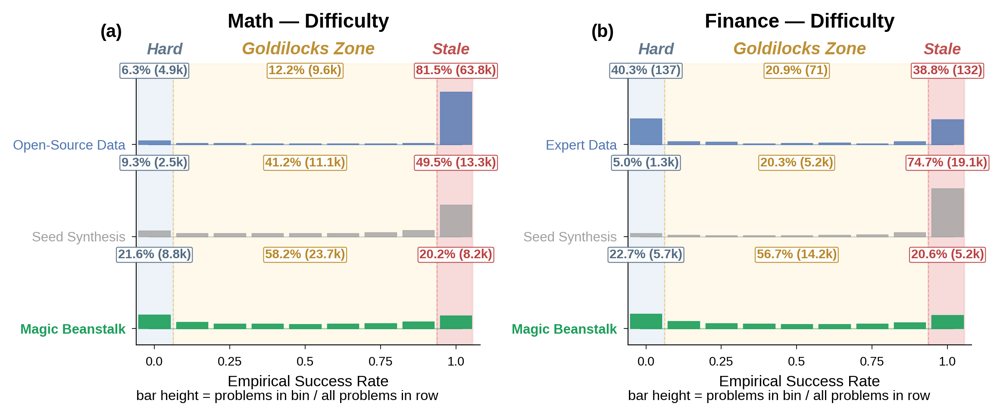 (a)
Math — Difficulty
Hard
Goldilocks Zone
Stale
6.3% (4.9k)
12.2% (9.6k)
81.5% (63.8k)
Open-Source Data
9.3% (2.5k)
41.2% (11.1k)
49.5% (13.3k)
Seed Synthesis
21.6% (8.8k)
58.2% (23.7k)
20.2% (8.2k)
Magic Beanstalk
0.0
0.25
0.50
0.75
1.0
Empirical Success Rate
bar height = problems in bin / all problems in row
(b)
Finance — Difficulty
Hard
Goldilocks Zone
Stale
40.3% (137)
20.9% (71)
38.8% (132)
Expert Data
5.0% (1.3k)
20.3% (5.2k)
74.7% (19.1k)
Seed Synthesis
22.7% (5.7k)
56.7% (14.2k)
20.6% (5.2k)
Magic Beanstalk
0.0
0.25
0.50
0.75
1.0
Empirical Success Rate
bar height = problems in bin / all problems in row